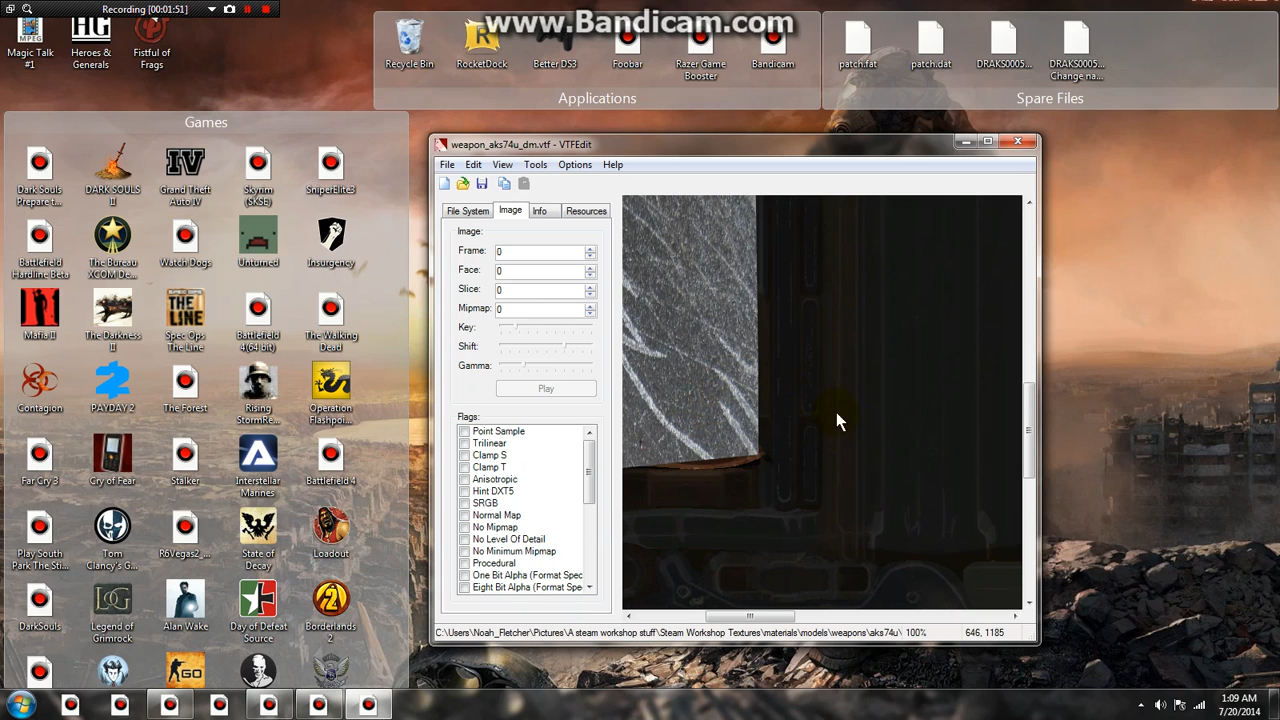 Recording [00:01:51]
www.Bandicam.com
Magic Talk
#1
Heroes &
Generals
Fistful of
Frags
Recycle Bin
RocketDock
Better DS3
Foobar
Razer Game
Booster
Bandicam
patch.fat
patch.dat
DRAKS0005...
DRAKS0005...
Change na...
Applications
Spare Files
Games
Dark Souls
Prepare t...
DARK SOULS
II
Grand Theft
Auto IV
Skyrim
(SKSE)
SniperElite3
Battlefield
Hardline Beta
The Bureau
XCOM De...
Watch Dogs
Unturned
Insurgency
Mafia II
The Darkness
II
Spec Ops
The Line
Battlefield
4(64 bit)
The Walking
Dead
Contagion
PAYDAY 2
The Forest
Rising
StormRe...
Operation
Flashpoi...
Far Cry 3
Cry of Fear
Stalker
Interstellar
Marines
Battlefield 4
Play South
Park The Sti...
Tom
Clancy's G...
R6Vegas2_...
State of
Decay
Loadout
DarkSouls
Legend of
Grimrock
Alan Wake
Day of Defeat
Source
Borderlands
2
GO
weapon_aks74u_dm.vtf - VTFEdit
File Edit View Tools Options Help
File System Image Info Resources
Image:
Frame: 0
Face: 0
Slice: 0
Mipmap: 0
Key:
Shift:
Gamma:
Play
Flags:
Point Sample
Trilinear
Clamp S
Clamp T
Anisotropic
Hint DXT5
SRGB
Normal Map
No Mipmap
No Level Of Detail
No Minimum Mipmap
Procedural
One Bit Alpha (Format Spec
Eight Bit Alpha (Format Spe
C:\Users\Noah_Fletcher\Pictures\A steam workshop stuff\Steam Workshop Textures\materials\models\weapons\aks74u\ 100% 646, 1185
1:09 AM
7/20/2014